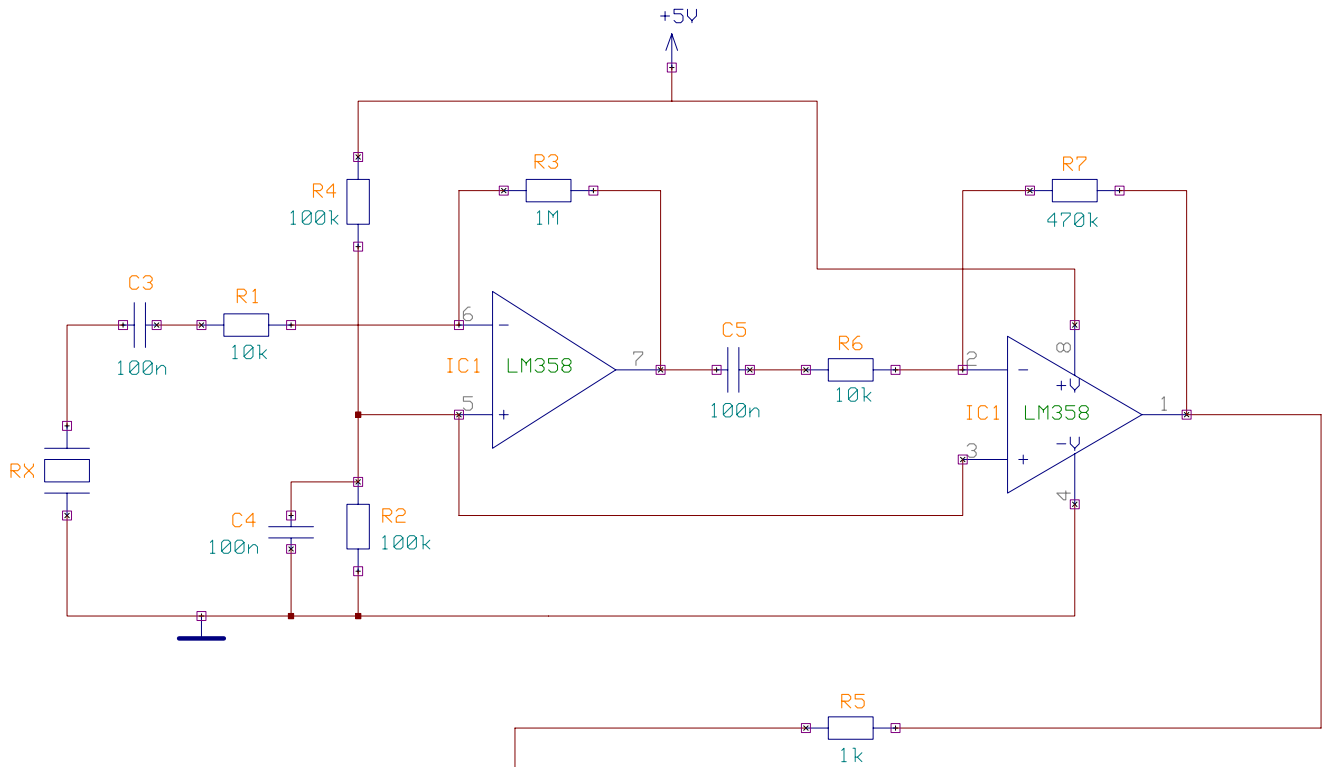 +5V
R3
1M
R7
470k
R4
100k
C3
100n
R1
10k
6
-
IC1
LM358
7
5
+
C5
100n
R6
10k
2
-
8
+V
IC1
LM358
1
-V
3
+
4
RX
C4
100n
R2
100k
R5
1k